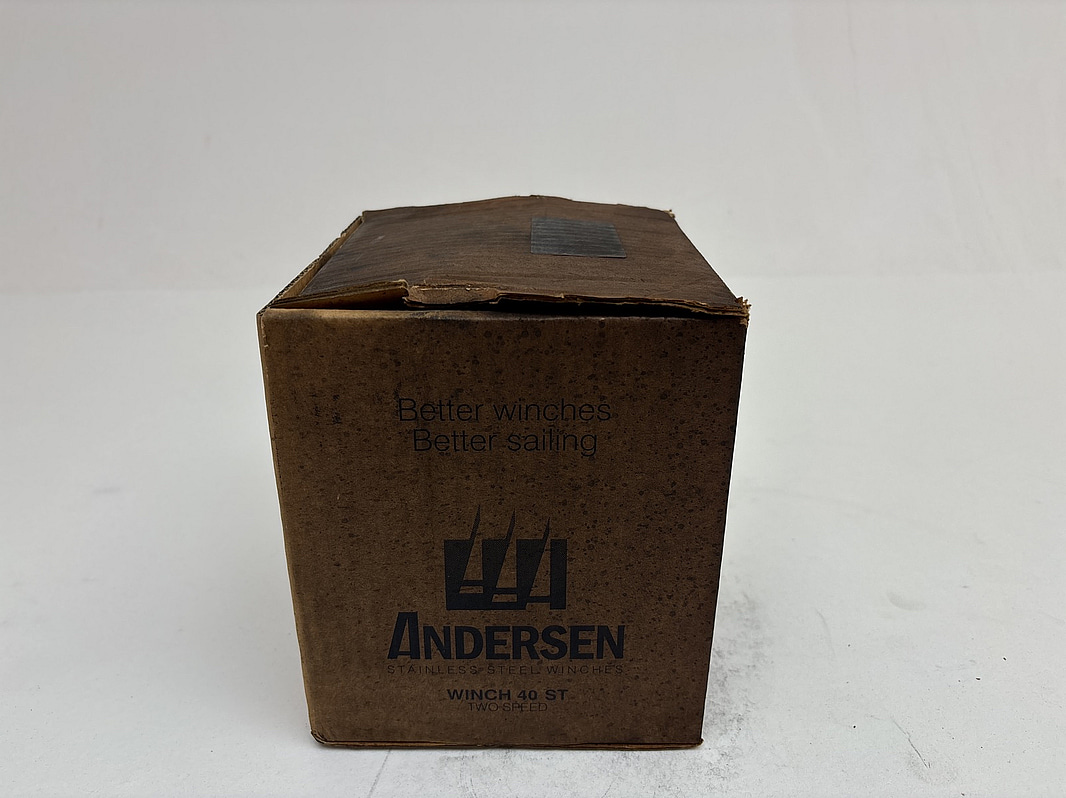 Better winches
Better sailing
ANDERSEN
STAINLESS STEEL WINCHES
WINCH 40 ST
TWO-SPEED